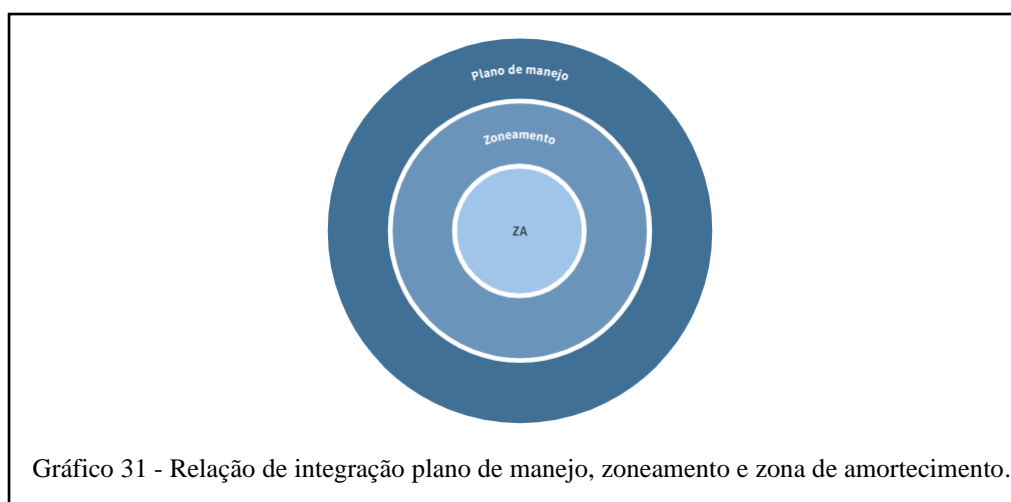 Plano de manejo
Zoneamento
ZA
Gráfico 31 - Relação de integração plano de manejo, zoneamento e zona de amortecimento.